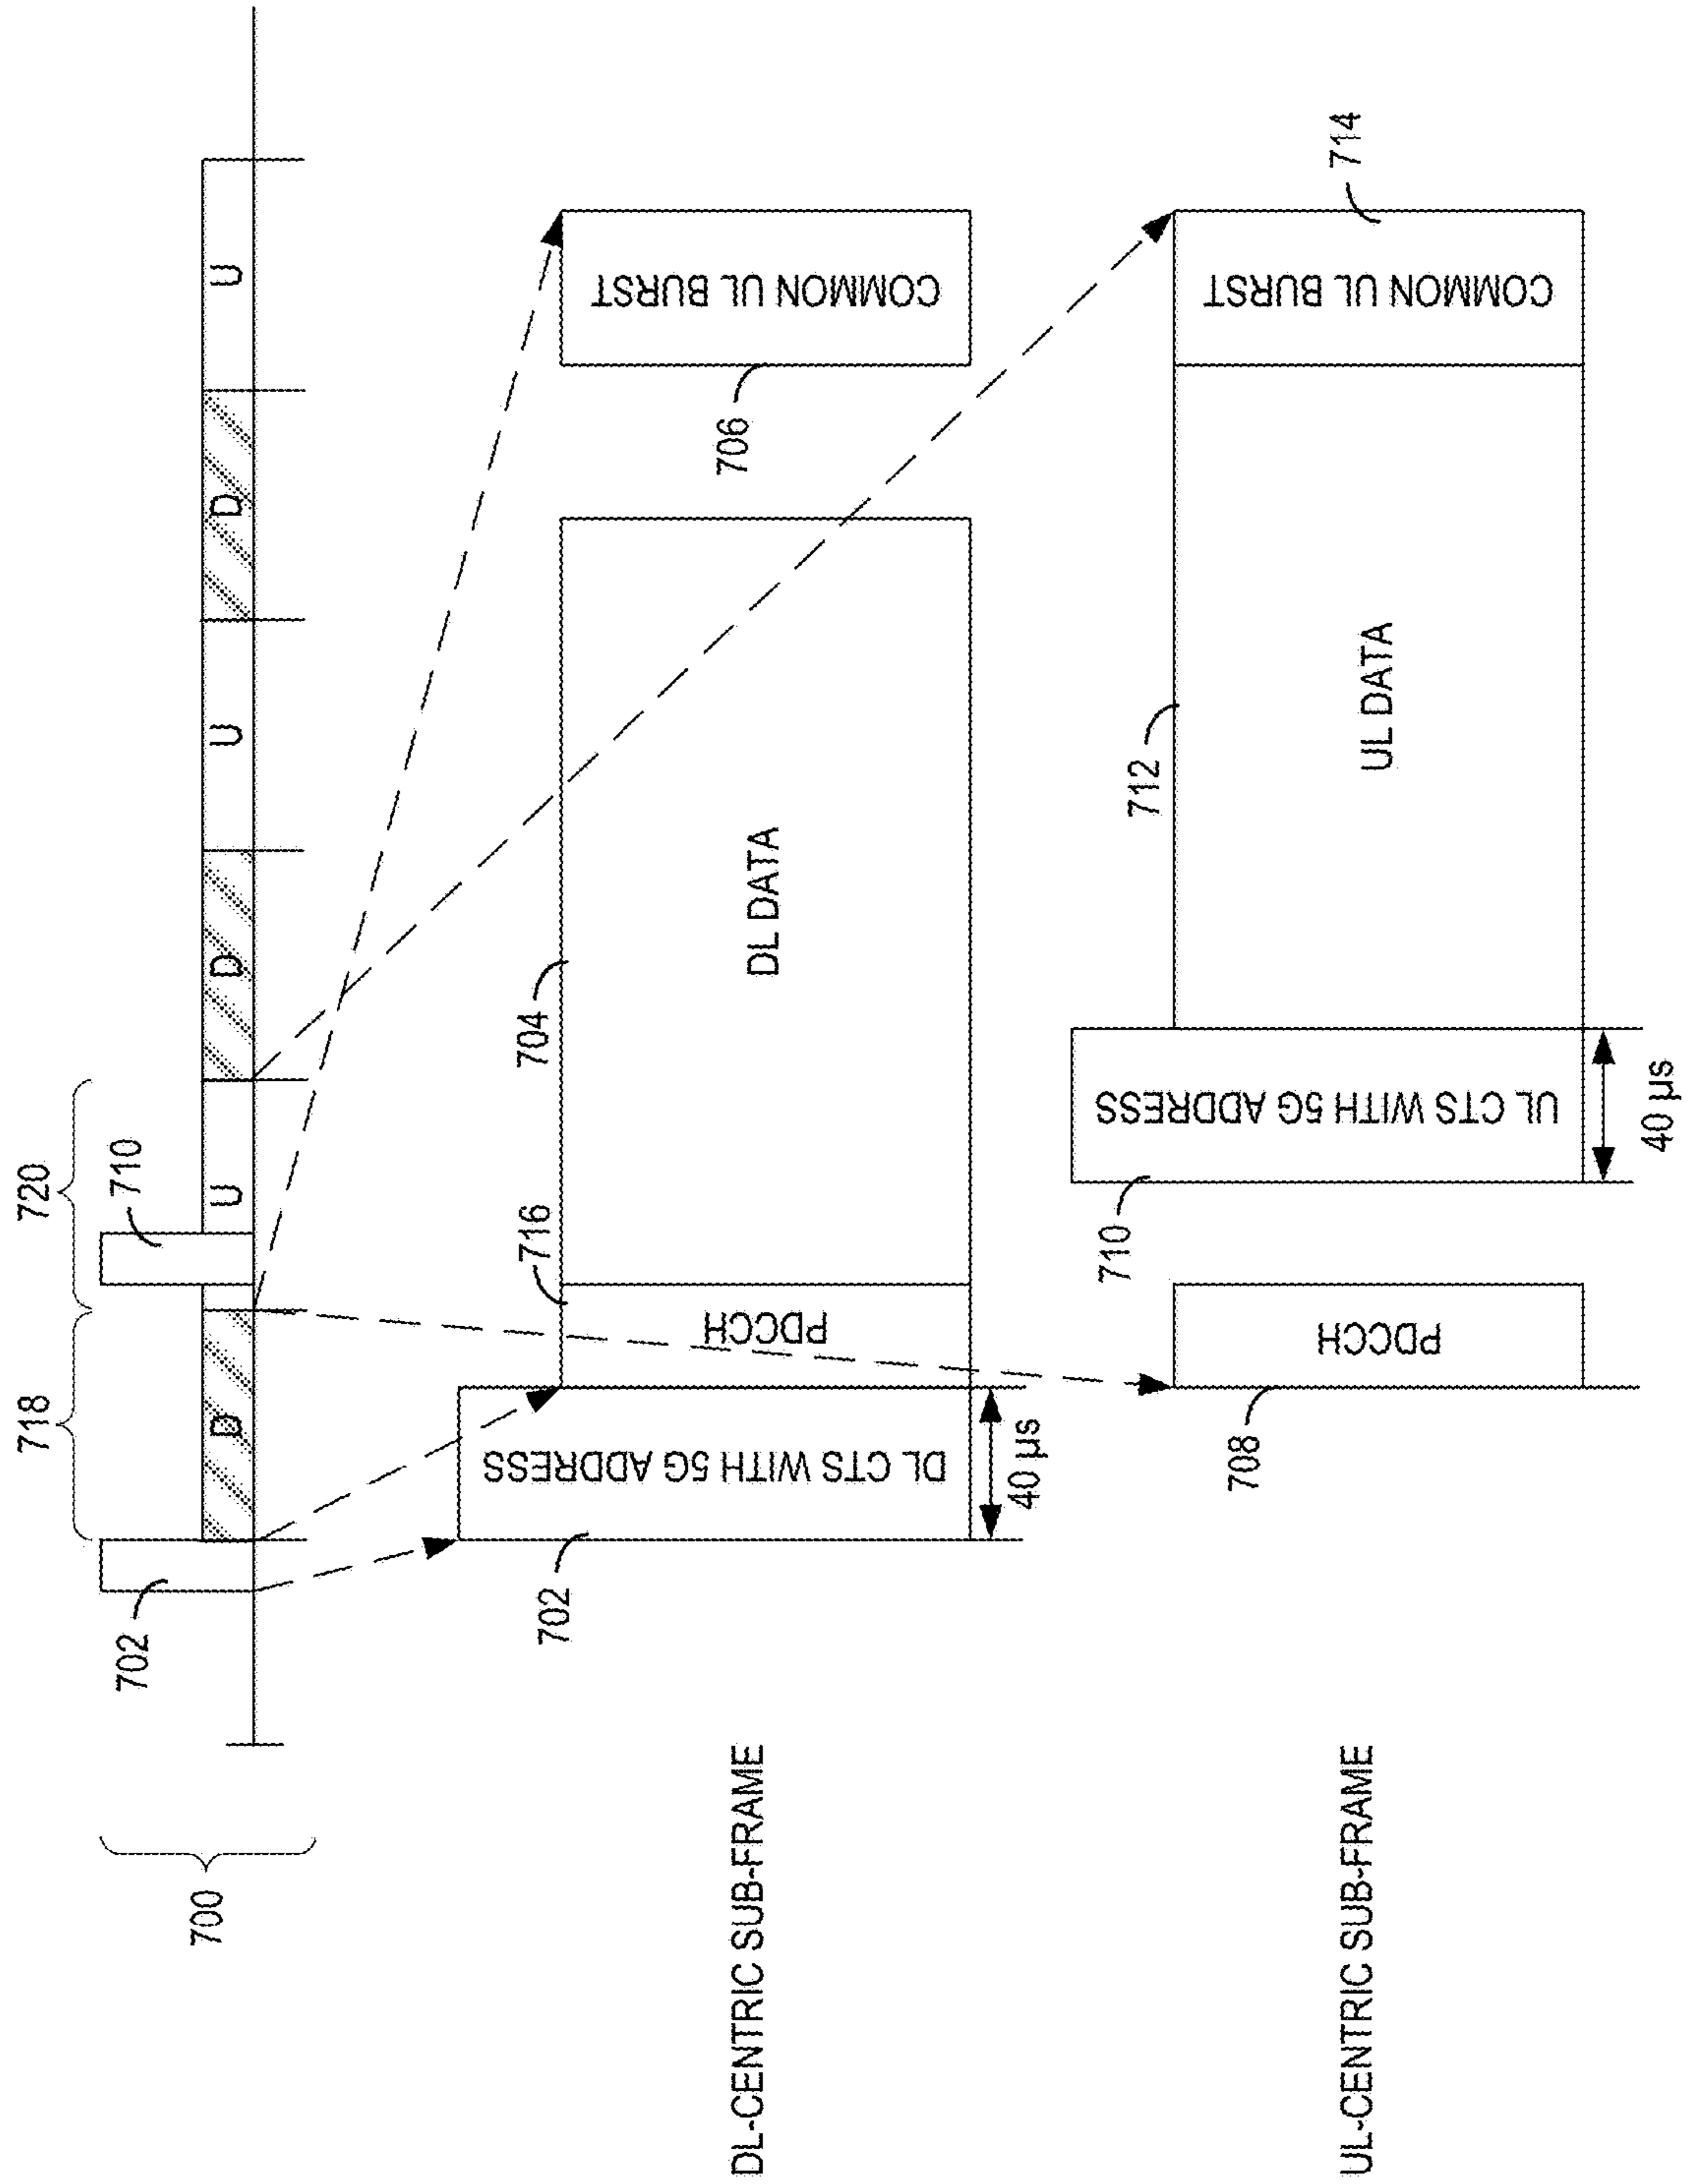 718
720
702
710
D
U
D
U
D
U
700
DL-CENTRIC SUB-FRAME
702
DL CTS WITH 5G ADDRESS
40 µs
716
PDCCH
704
DL DATA
706
COMMON UL BURST
UL-CENTRIC SUB-FRAME
708
PDCCH
710
UL CTS WITH 5G ADDRESS
40 µs
712
UL DATA
714
COMMON UL BURST